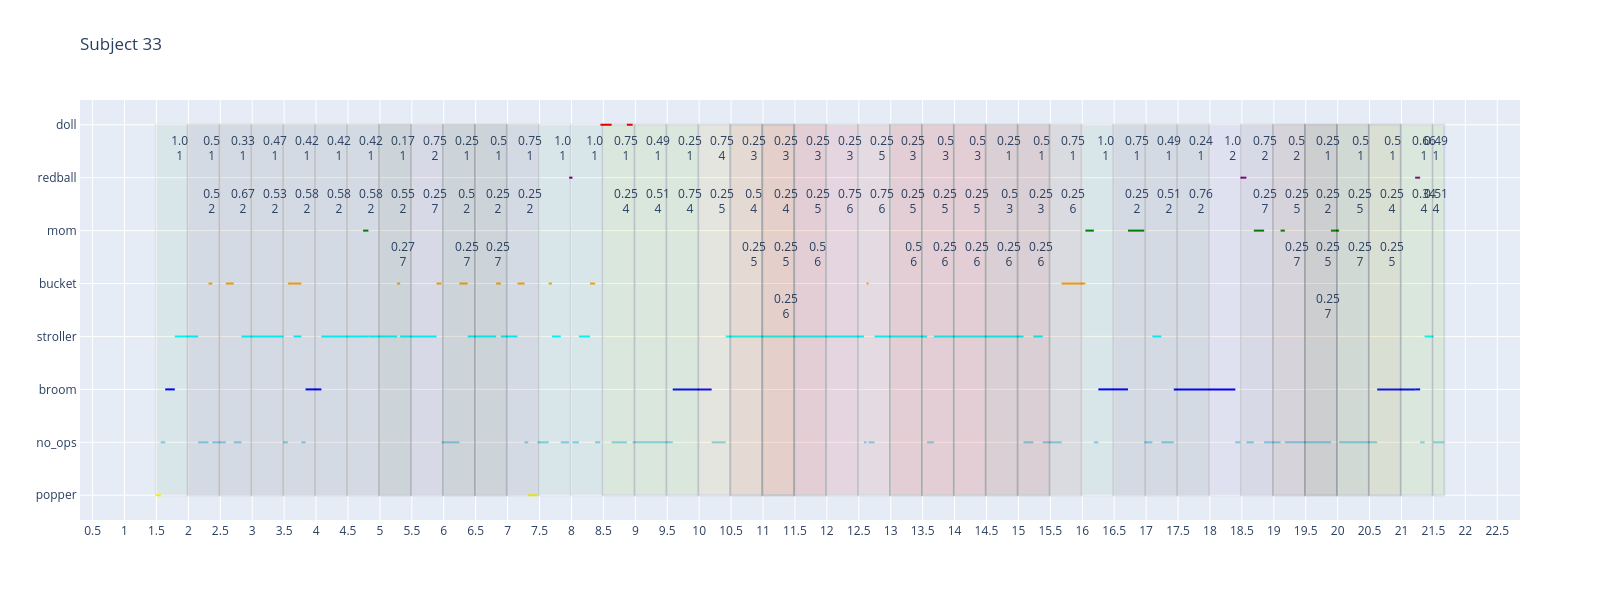 Subject 33
doll
1.0 0.5 0.33 0.47 0.42 0.42 0.42 0.17 0.75 0.25 0.5 0.75 1.0 1.0 0.75 0.49 0.25 0.75 0.25 0.25 0.25 0.25 0.25 0.25 0.5 0.5 0.25 0.5 0.75 1.0 0.75 0.49 0.24 1.0 0.75 0.5 0.25 0.5 0.5 0.66 0.49
1 1 1 1 1 1 1 1 2 1 1 1 1 1 1 1 1 4 3 3 3 3 5 3 3 3 1 1 1 1 1 1 1 2 2 2 1 1 1 1 1
redball
0.5 0.67 0.53 0.58 0.58 0.58 0.55 0.25 0.5 0.25 0.25 0.25 0.51 0.75 0.25 0.5 0.25 0.25 0.75 0.75 0.25 0.25 0.25 0.5 0.25 0.25 0.25 0.51 0.76 0.25 0.25 0.25 0.25 0.25 0.34 0.51
2 2 2 2 2 2 2 7 2 2 2 4 4 4 5 4 4 5 6 6 5 5 5 3 3 6 2 2 2 7 5 2 5 4 4 4
mom
0.27 0.25 0.25 0.25 0.25 0.5 0.5 0.25 0.25 0.25 0.25 0.25 0.25 0.25 0.25
7 7 7 5 5 6 6 6 6 6 6 7 5 7 5
bucket
0.25 0.25
6 7
stroller
broom
no_ops
popper
0.5 1 1.5 2 2.5 3 3.5 4 4.5 5 5.5 6 6.5 7 7.5 8 8.5 9 9.5 10 10.5 11 11.5 12 12.5 13 13.5 14 14.5 15 15.5 16 16.5 17 17.5 18 18.5 19 19.5 20 20.5 21 21.5 22 22.5